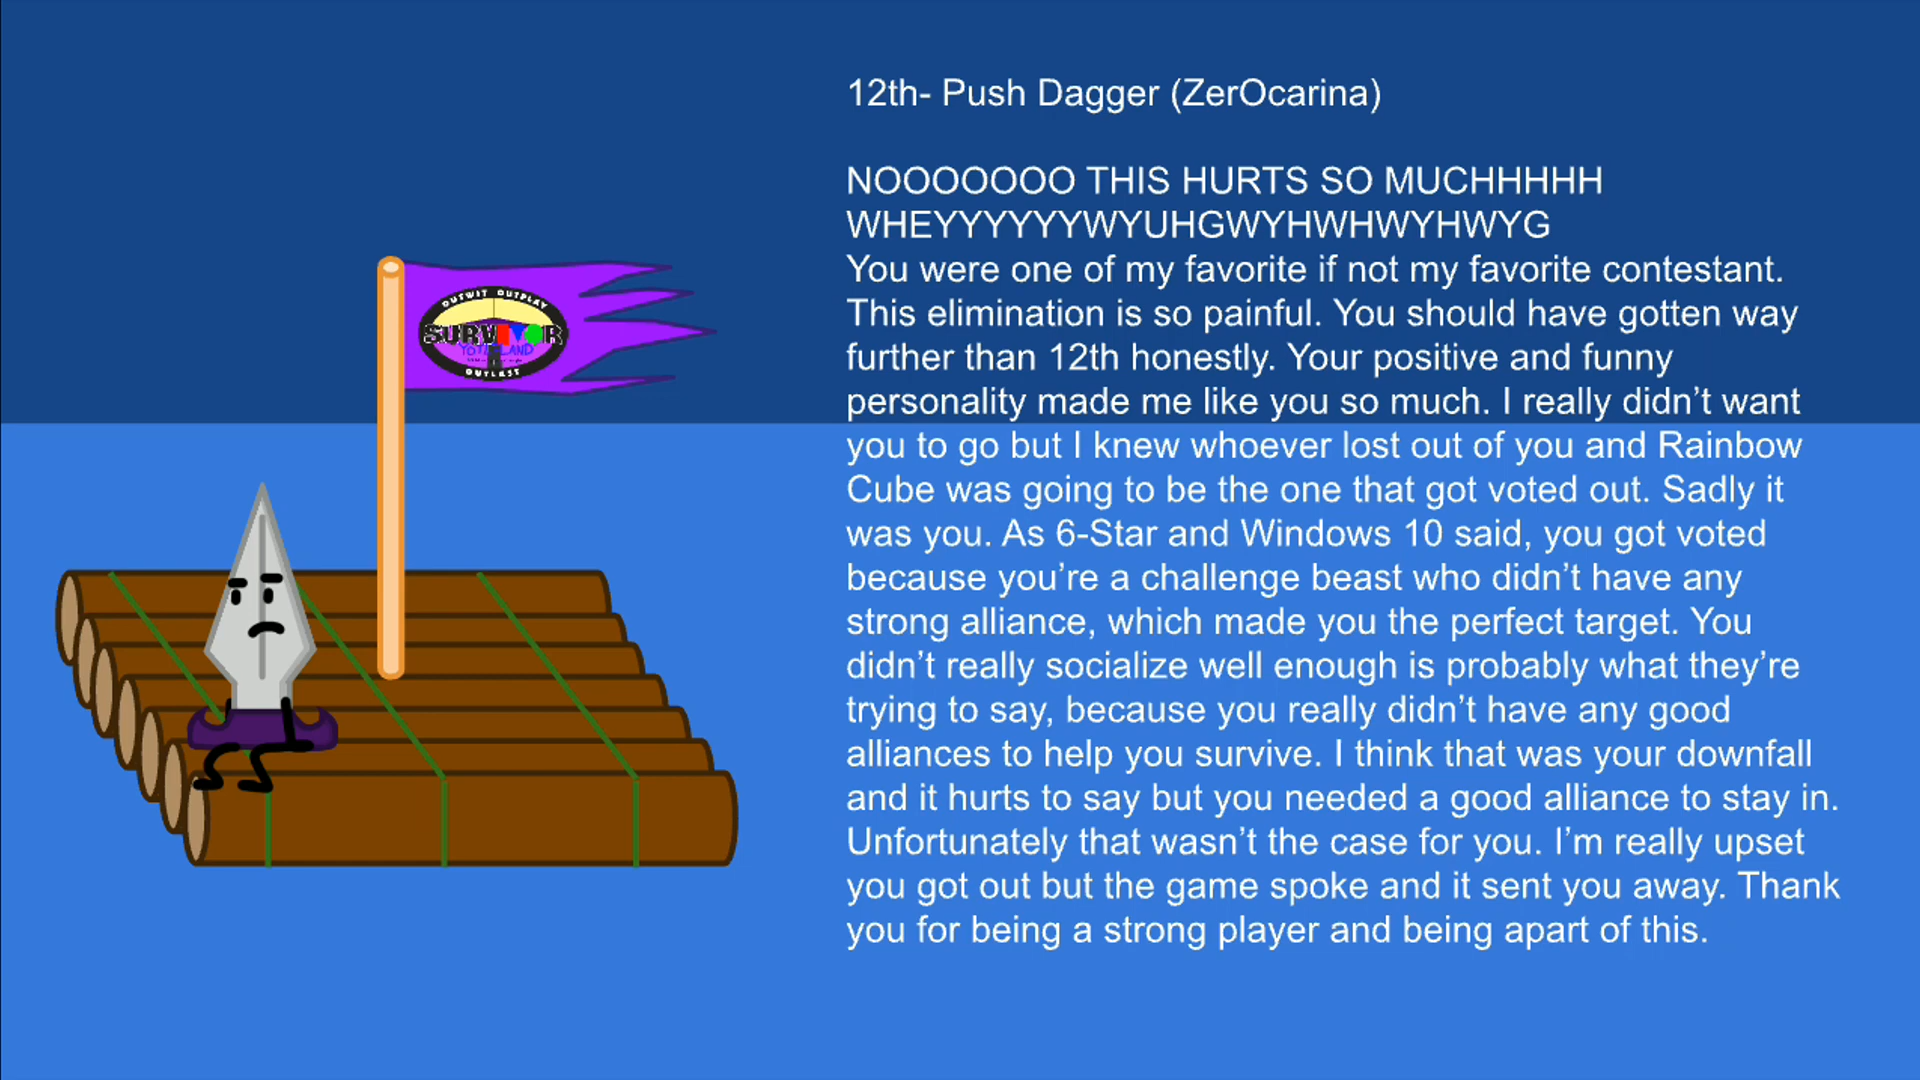 12th- Push Dagger (ZerOcarina)
NOOOOOOO THIS HURTS SO MUCHHHHH
WHEYYYYYYWYUHGWYHWHWYHWYG
You were one of my favorite if not my favorite contestant.
This elimination is so painful. You should have gotten way
further than 12th honestly. Your positive and funny
personality made me like you so much. I really didn’t want
you to go but I knew whoever lost out of you and Rainbow
Cube was going to be the one that got voted out. Sadly it
was you. As 6-Star and Windows 10 said, you got voted
because you’re a challenge beast who didn’t have any
strong alliance, which made you the perfect target. You
didn’t really socialize well enough is probably what they’re
trying to say, because you really didn’t have any good
alliances to help you survive. I think that was your downfall
and it hurts to say but you needed a good alliance to stay in.
Unfortunately that wasn’t the case for you. I’m really upset
you got out but the game spoke and it sent you away. Thank
you for being a strong player and being apart of this.
OUTWIT OUTPLAY
SURVIVOR
OUTLAST